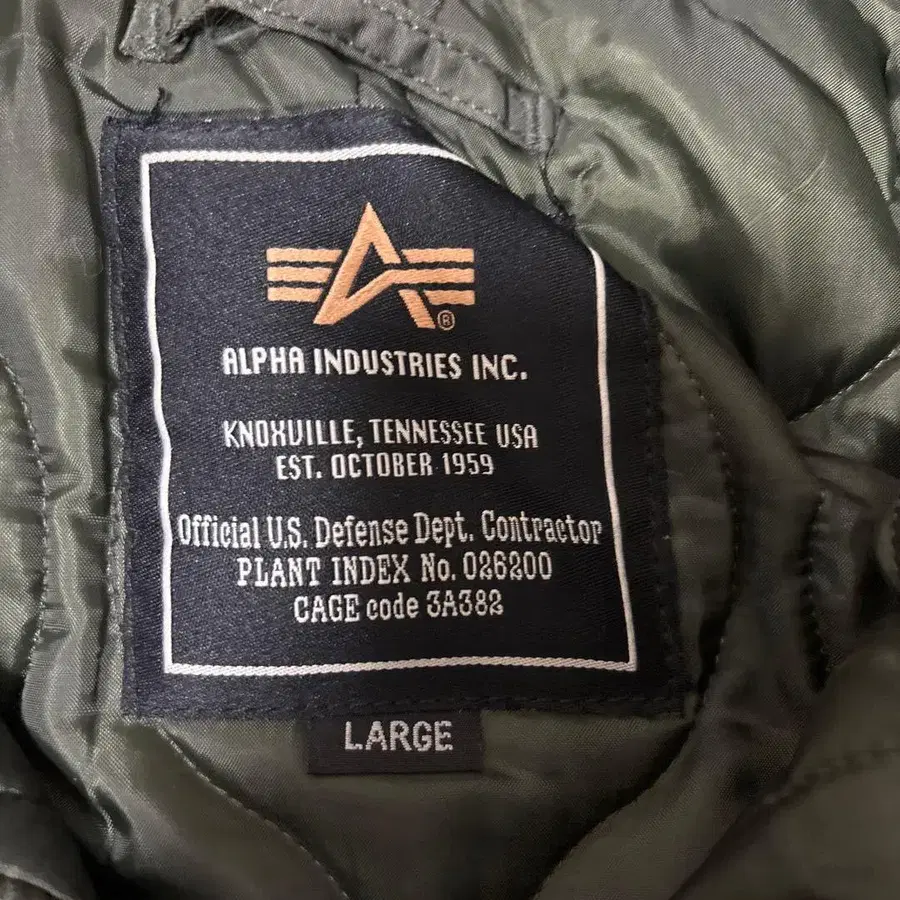 ®
ALPHA INDUSTRIES INC.
KNOXVILLE, TENNESSEE USA
EST. OCTOBER 1959
Official U.S. Defense Dept. Contractor
PLANT INDEX No. 026200
CAGE code 3A382
LARGE